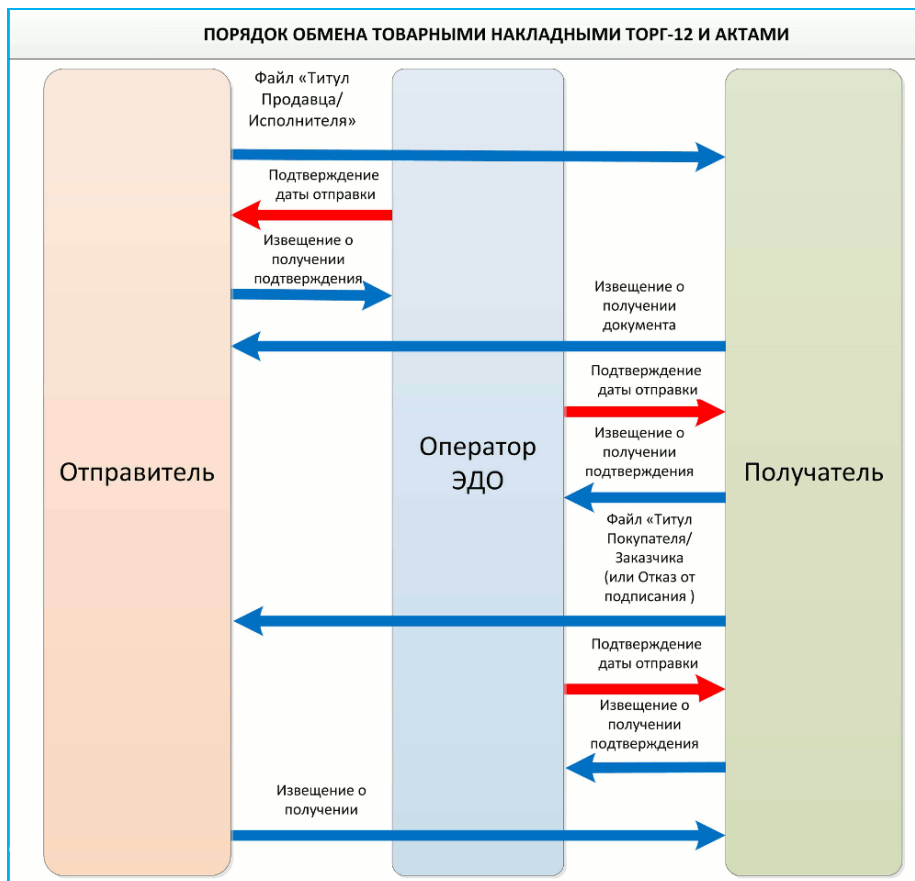 ПОРЯДОК ОБМЕНА ТОВАРНЫМИ НАКЛАДНЫМИ ТОРГ-12 И АКТАМИ
Файл «Титул
Продавца/
Исполнителя»
Подтверждение
даты отправки
Извещение о
получении
подтверждения
Извещение о
получении
документа
Подтверждение
даты отправки
Отправитель
Оператор
ЭДО
Получатель
Извещение о
получении
подтверждения
Файл «Титул
Покупателя/
Заказчика
(или Отказ от
подписания )
Подтверждение
даты отправки
Извещение о
получении
подтверждения
Извещение о
получении